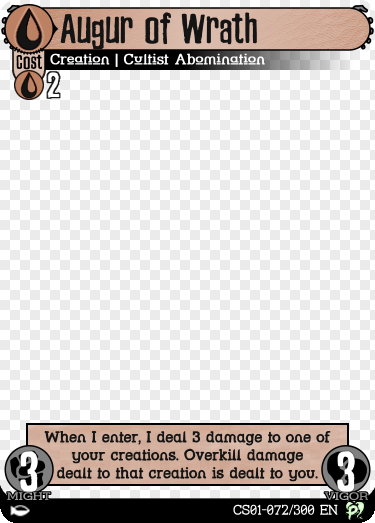 Augur of Wrath
Cost
Creation | Cultist Abomination
2
When I enter, I deal 3 damage to one of
your creations. Overkill damage
dealt to that creation is dealt to you.
3
MIGHT
3
VIGOR
CS01-072/300 EN